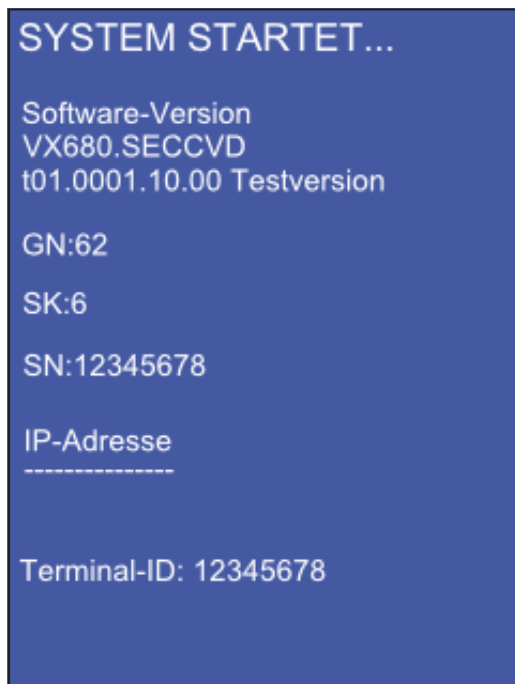 SYSTEM STARTET...
Software-Version
VX680.SECCVD
t01.0001.10.00 Testversion
GN:62
SK:6
SN:12345678
IP-Adresse
---------------
Terminal-ID: 12345678